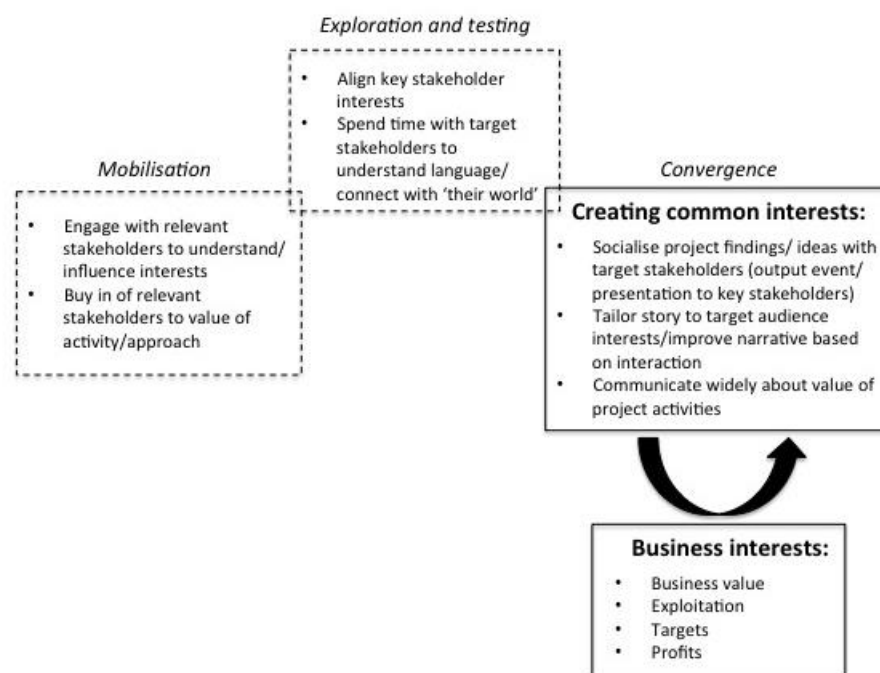 Exploration and testing
• Align key stakeholder
interests
• Spend time with target
stakeholders to
understand language/
connect with ‘their world’
Mobilisation
• Engage with relevant
stakeholders to understand/
influence interests
• Buy in of relevant
stakeholders to value of
activity/approach
Convergence
Creating common interests:
• Socialise project findings/ ideas with
target stakeholders (output event/
presentation to key stakeholders)
• Tailor story to target audience
interests/improve narrative based
on interaction
• Communicate widely about value of
project activities
Business interests:
• Business value
• Exploitation
• Targets
• Profits